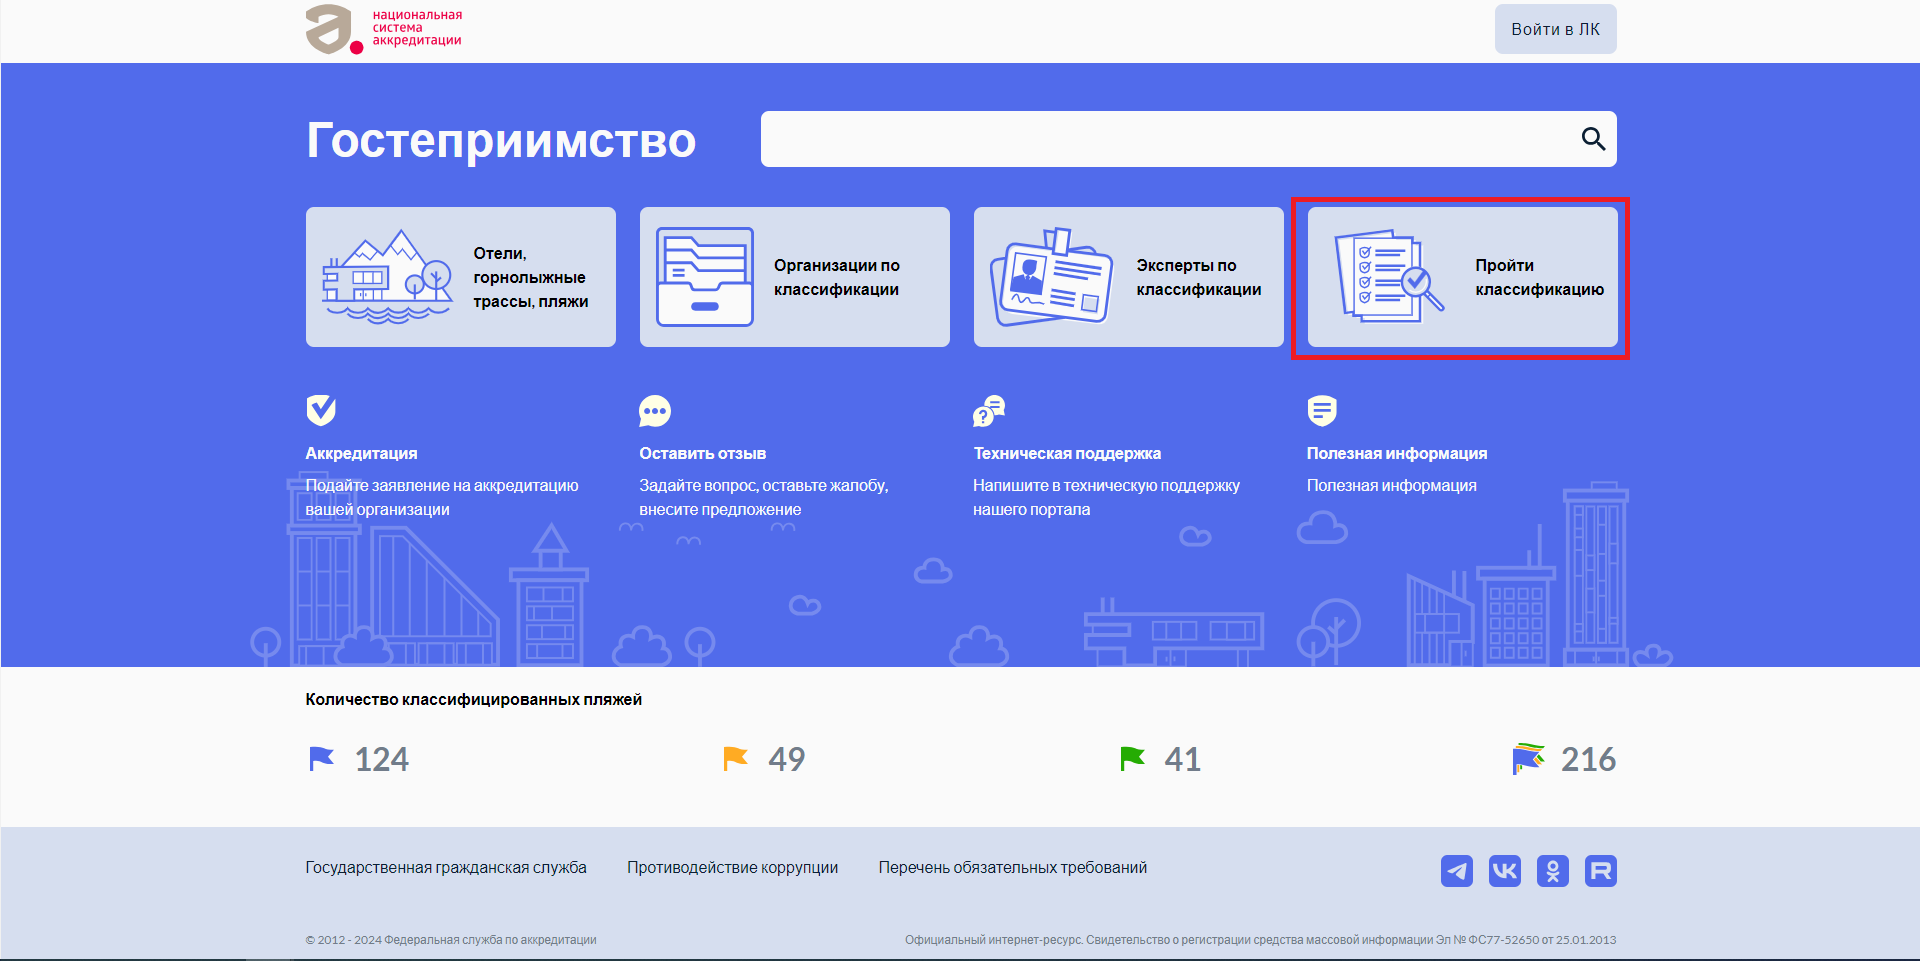 национальная
система
аккредитации
Войти в ЛК
Гостеприимство
Отели,
горнолыжные
трассы, пляжи
Организации по
классификации
Эксперты по
классификации
Пройти
классификацию
Аккредитация
Подайте заявление на аккредитацию
вашей организации
Оставить отзыв
Задайте вопрос, оставьте жалобу,
внесите предложение
Техническая поддержка
Напишите в техническую поддержку
нашего портала
Полезная информация
Полезная информация
Количество классифицированных пляжей
124
49
41
216
Государственная гражданская служба
Противодействие коррупции
Перечень обязательных требований
© 2012 - 2024 Федеральная служба по аккредитации
Официальный интернет-ресурс. Свидетельство о регистрации средства массовой информации Эл № ФС77-52650 от 25.01.2013